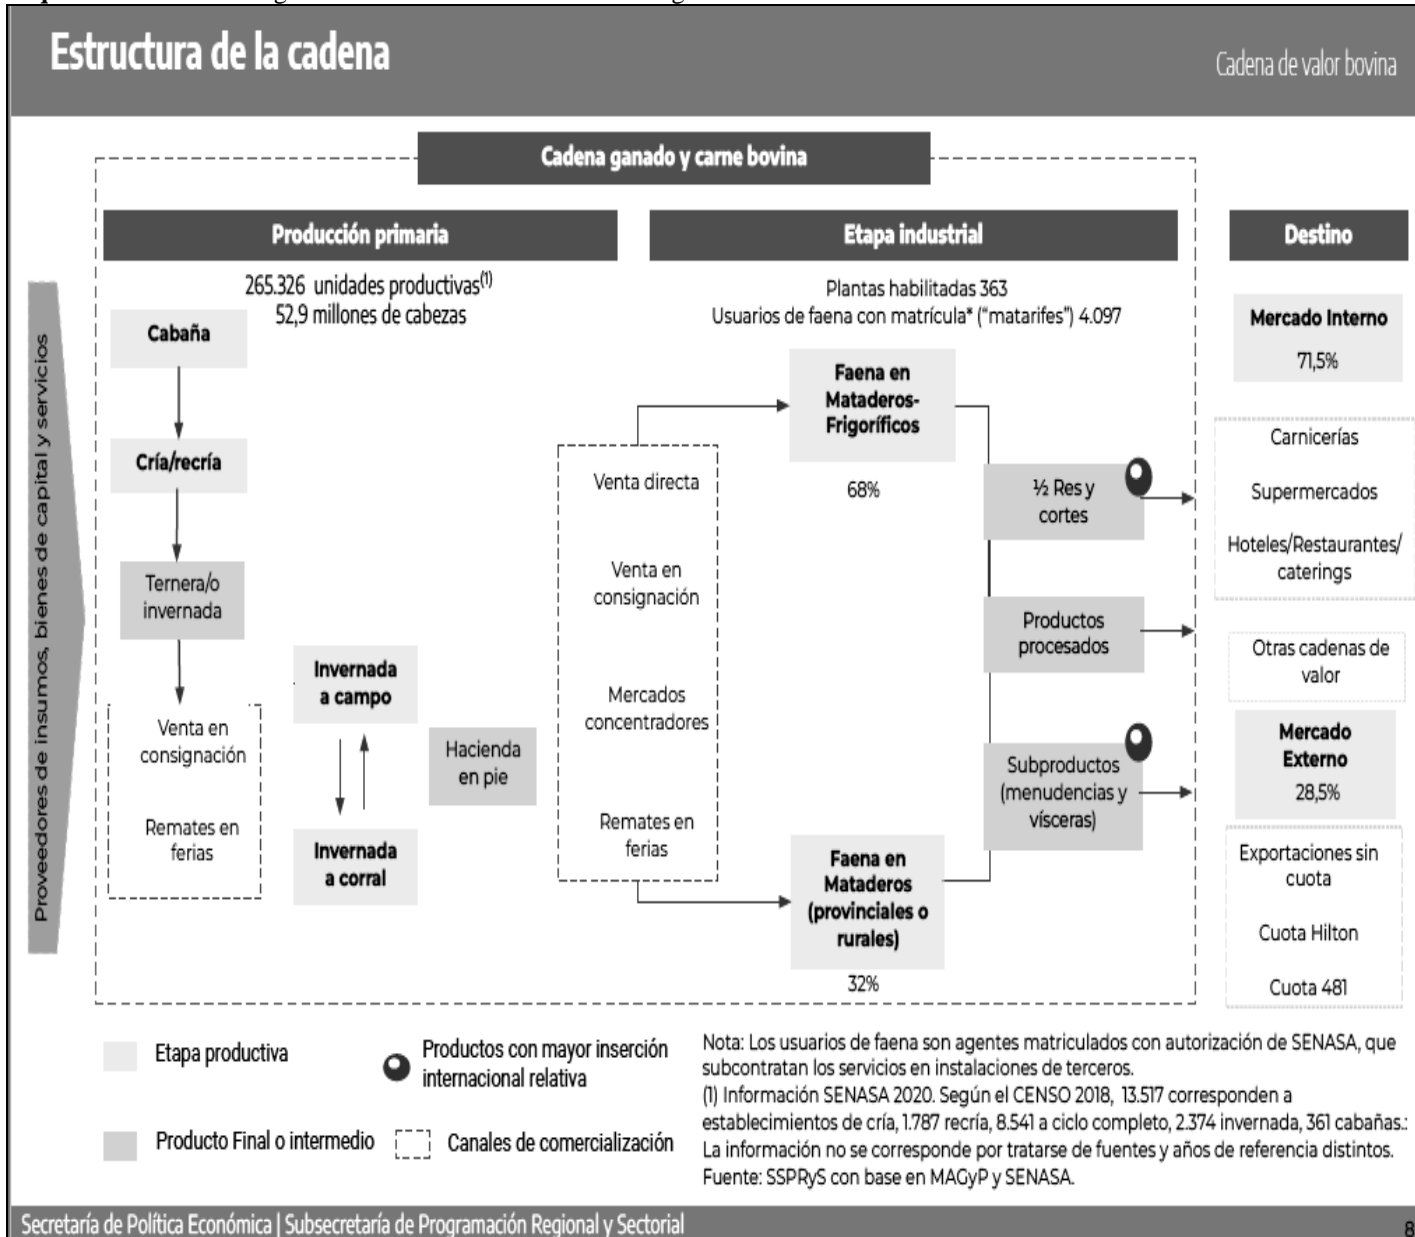 Estructura de la cadena
Cadena de valor bovina
Cadena ganado y carne bovina
Producción primaria
265.326 unidades productivas(1)
52,9 millones de cabezas
Etapa industrial
Plantas habilitadas 363
Usuarios de faena con matrícula* ("matarifes") 4.097
Destino
Proveedores de insumos, bienes de capital y servicios
Cabaña
Cría/recría
Ternera/o
invernada
Venta en
consignación
Remates en
ferias
Invernada
a campo
Invernada
a corral
Hacienda
en pie
Venta directa
Venta en
consignación
Mercados
concentradores
Remates en
ferias
Faena en
Mataderos-
Frigoríficos
68%
Faena en
Mataderos
(provinciales o
rurales)
32%
½ Res y
cortes
Productos
procesados
Subproductos
(menudencias y
vísceras)
Mercado Interno
71,5%
Carnicerías
Supermercados
Hoteles/Restaurantes/
caterings
Otras cadenas de
valor
Mercado
Externo
28,5%
Exportaciones sin
cuota
Cuota Hilton
Cuota 481
Etapa productiva
Productos con mayor inserción
internacional relativa
Producto Final o intermedio
Canales de comercialización
Nota: Los usuarios de faena son agentes matriculados con autorización de SENASA, que
subcontratan los servicios en instalaciones de terceros.
(1) Información SENASA 2020. Según el CENSO 2018, 13.517 corresponden a
establecimientos de cría, 1.787 recría, 8.541 a ciclo completo, 2.374 invernada, 361 cabañas.:
La información no se corresponde por tratarse de fuentes y años de referencia distintos.
Fuente: SSPRyS con base en MAGyP y SENASA.
Secretaría de Política Económica | Subsecretaría de Programación Regional y Sectorial
8